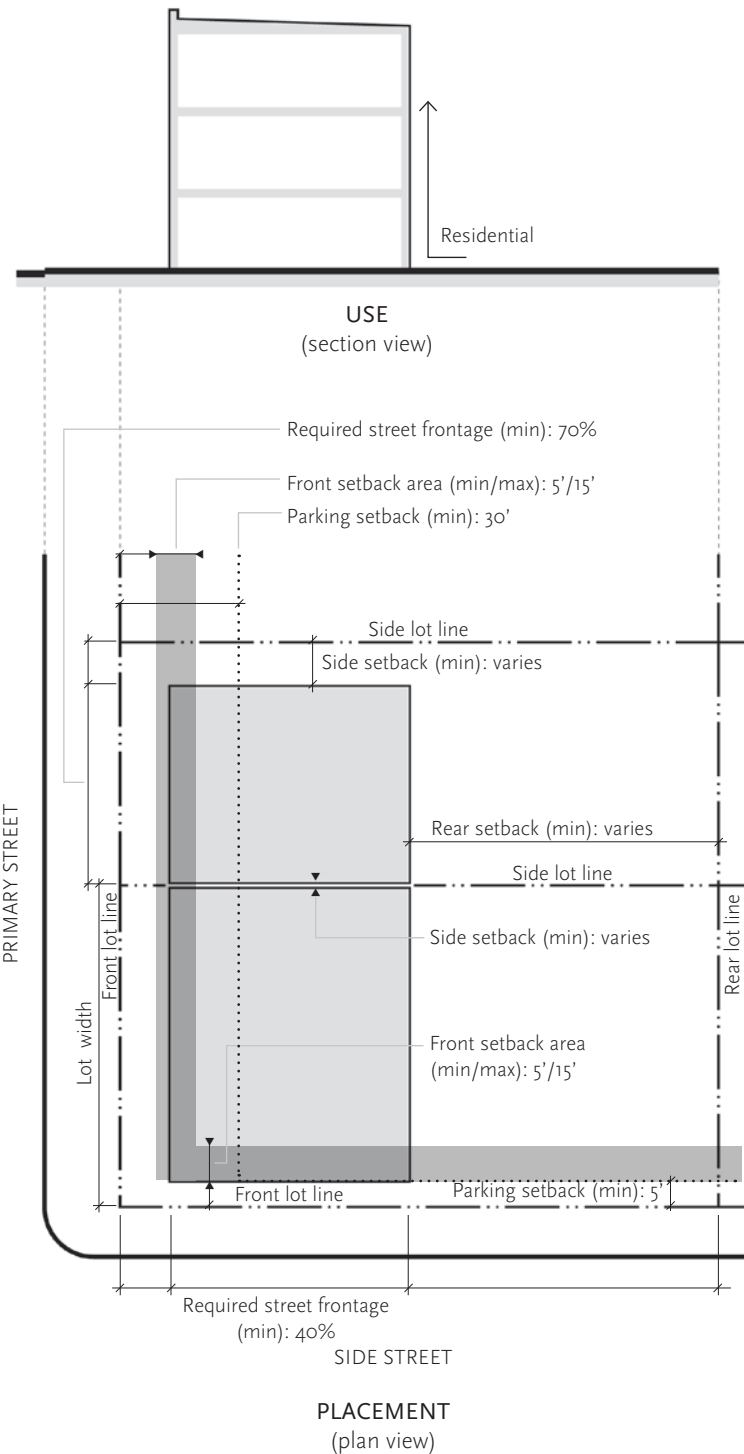 Residential
USE
(section view)
Required street frontage (min): 70%
Front setback area (min/max): 5’/15’
Parking setback (min): 30’
Side lot line
Side setback (min): varies
Rear setback (min): varies
Side lot line
PRIMARY STREET
Front lot line
Rear lot line
Side setback (min): varies
Lot width
Front setback area
(min/max): 5’/15’
Front lot line
Parking setback (min): 5’
Required street frontage
(min): 40%
SIDE STREET
PLACEMENT
(plan view)